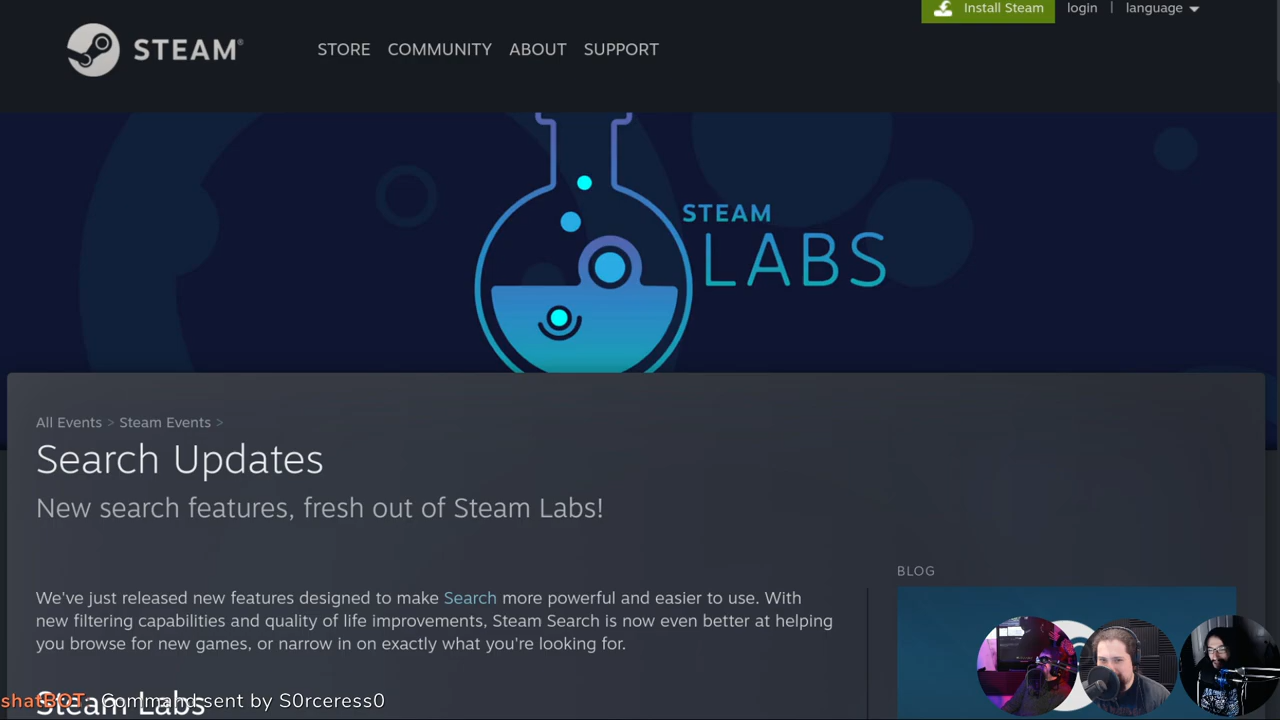 Install Steam login | language
STEAM®
STORE COMMUNITY ABOUT SUPPORT
STEAM
LABS
All Events > Steam Events >
Search Updates
New search features, fresh out of Steam Labs!
BLOG
We've just released new features designed to make Search more powerful and easier to use. With
new filtering capabilities and quality of life improvements, Steam Search is now even better at helping
you browse for new games, or narrow in on exactly what you're looking for.
Steam Labs
shatBOT: Command sent by S0rceress0